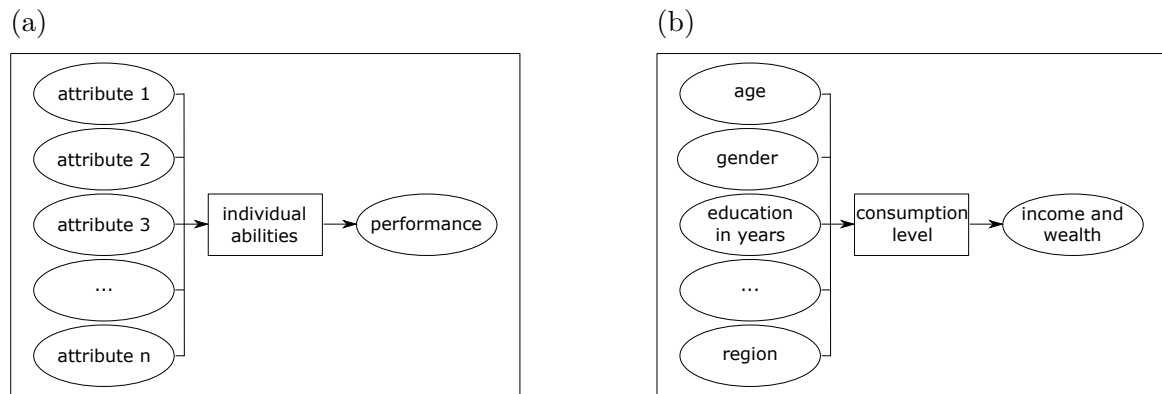 (a)
attribute 1
attribute 2
attribute 3
...
attribute n
individual
abilities
performance
(b)
age
gender
education
in years
...
region
consumption
level
income and
wealth